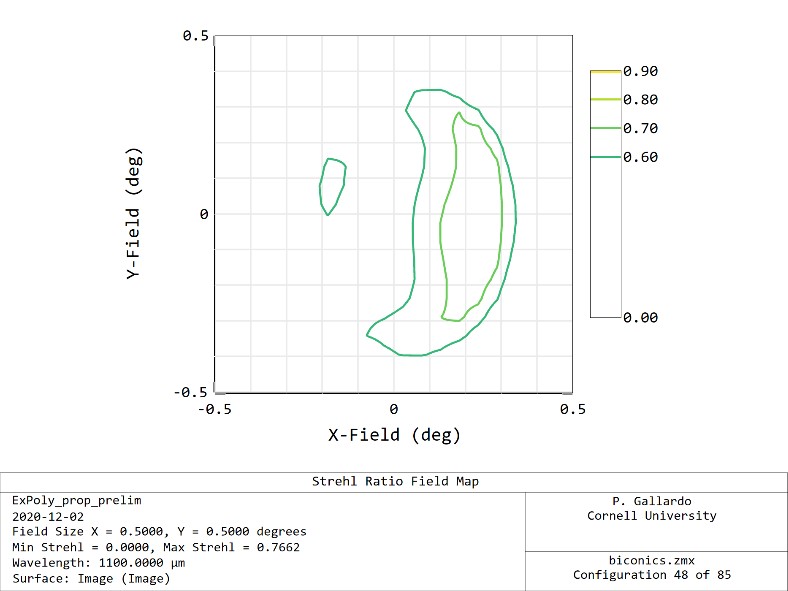 0.5
0
-0.5
Y-Field (deg)
-0.5
0
0.5
X-Field (deg)
0.90
0.80
0.70
0.60
0.00
Strehl Ratio Field Map
ExPoly_prop_prelim
2020-12-02
Field Size X = 0.5000, Y = 0.5000 degrees
Min Strehl = 0.0000, Max Strehl = 0.7662
Wavelength: 1100.0000 µm
Surface: Image (Image)
P. Gallardo
Cornell University
biconics.zmx
Configuration 48 of 85